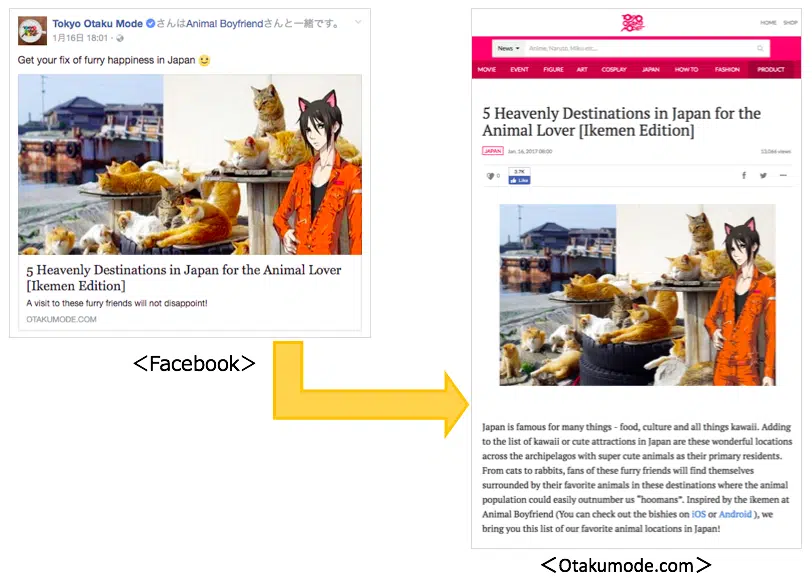 Tokyo Otaku Mode さんはAnimal Boyfriendさんと一緒です。
1月16日 18:01 ·
Get your fix of furry happiness in Japan
5 Heavenly Destinations in Japan for the Animal Lover
[Ikemen Edition]
A visit to these furry friends will not disappoint!
OTAKUMODE.COM
＜Facebook＞
HOME SHOP
News Anime, Naruto, Miku etc...
MOVIE EVENT FIGURE ART COSPLAY JAPAN HOW TO FASHION PRODUCT
5 Heavenly Destinations in Japan for the
Animal Lover [Ikemen Edition]
JAPAN Jan. 16, 2017 08:00 13,066 views
0 3.7K
Like
Japan is famous for many things - food, culture and all things kawaii. Adding
to the list of kawaii or cute attractions in Japan are these wonderful locations
across the archipelagos with super cute animals as their primary residents.
From cats to rabbits, fans of these furry friends will find themselves
surrounded by their favorite animals in these destinations where the animal
population could easily outnumber us "hoomans". Inspired by the ikemen at
Animal Boyfriend (You can check out the bishies on iOS or Android ), we
bring you this list of our favorite animal locations in Japan!
＜Otakumode.com＞